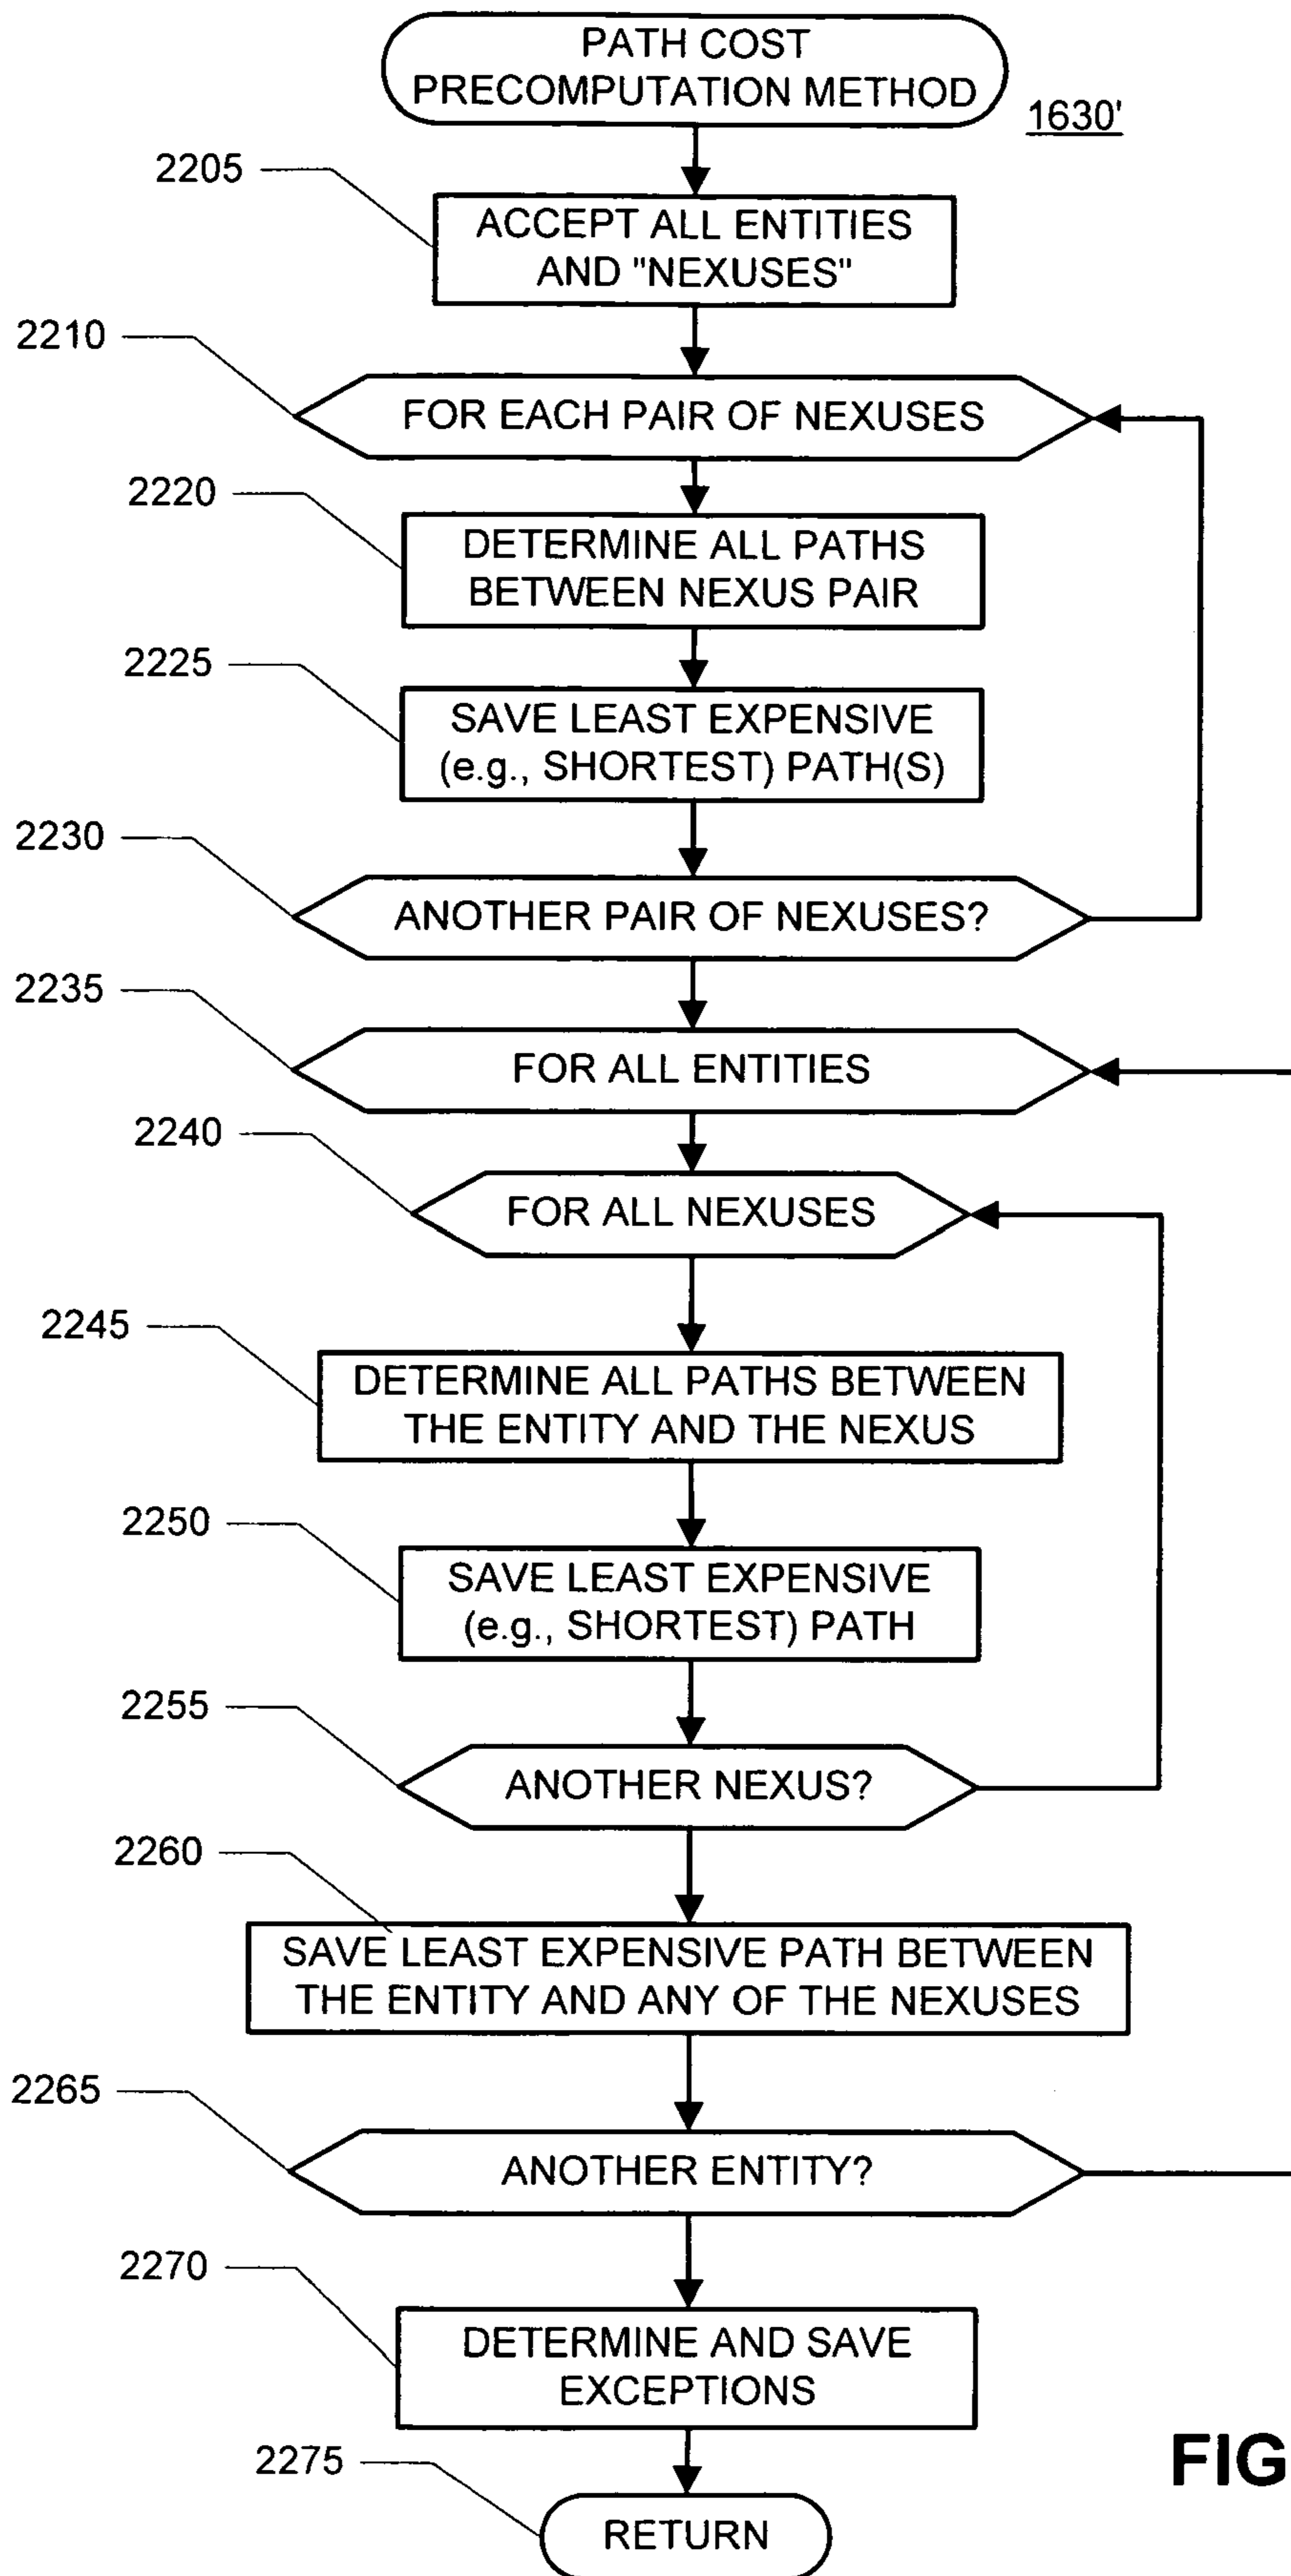 PATH COST
PRECOMPUTATION METHOD
1630'
2205
ACCEPT ALL ENTITIES
AND "NEXUSES"
2210
FOR EACH PAIR OF NEXUSES
2220
DETERMINE ALL PATHS
BETWEEN NEXUS PAIR
2225
SAVE LEAST EXPENSIVE
(e.g., SHORTEST) PATH(S)
2230
ANOTHER PAIR OF NEXUSES?
2235
FOR ALL ENTITIES
2240
FOR ALL NEXUSES
2245
DETERMINE ALL PATHS BETWEEN
THE ENTITY AND THE NEXUS
2250
SAVE LEAST EXPENSIVE
(e.g., SHORTEST) PATH
2255
ANOTHER NEXUS?
2260
SAVE LEAST EXPENSIVE PATH BETWEEN
THE ENTITY AND ANY OF THE NEXUSES
2265
ANOTHER ENTITY?
2270
DETERMINE AND SAVE
EXCEPTIONS
2275
RETURN
FIG